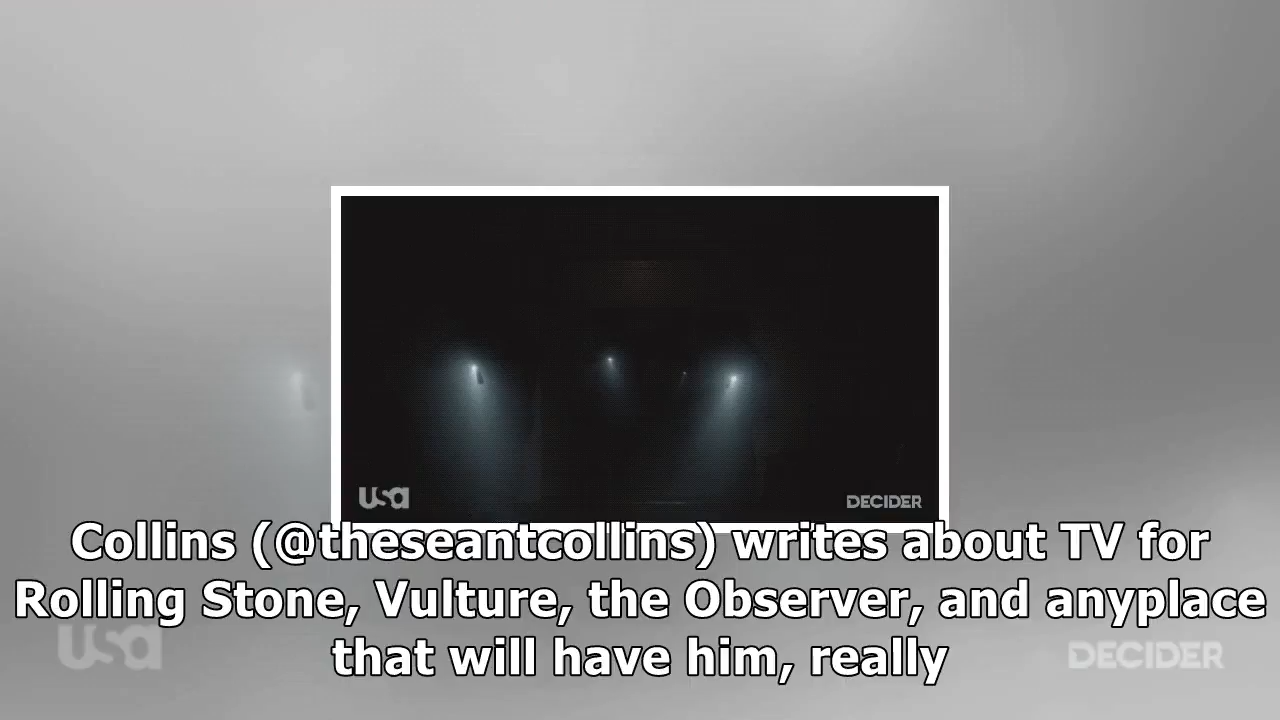 usa
DECIDER
Collins (@theseantcollins) writes about TV for
Rolling Stone, Vulture, the Observer, and anyplace
that will have him, really
usa
DECIDER